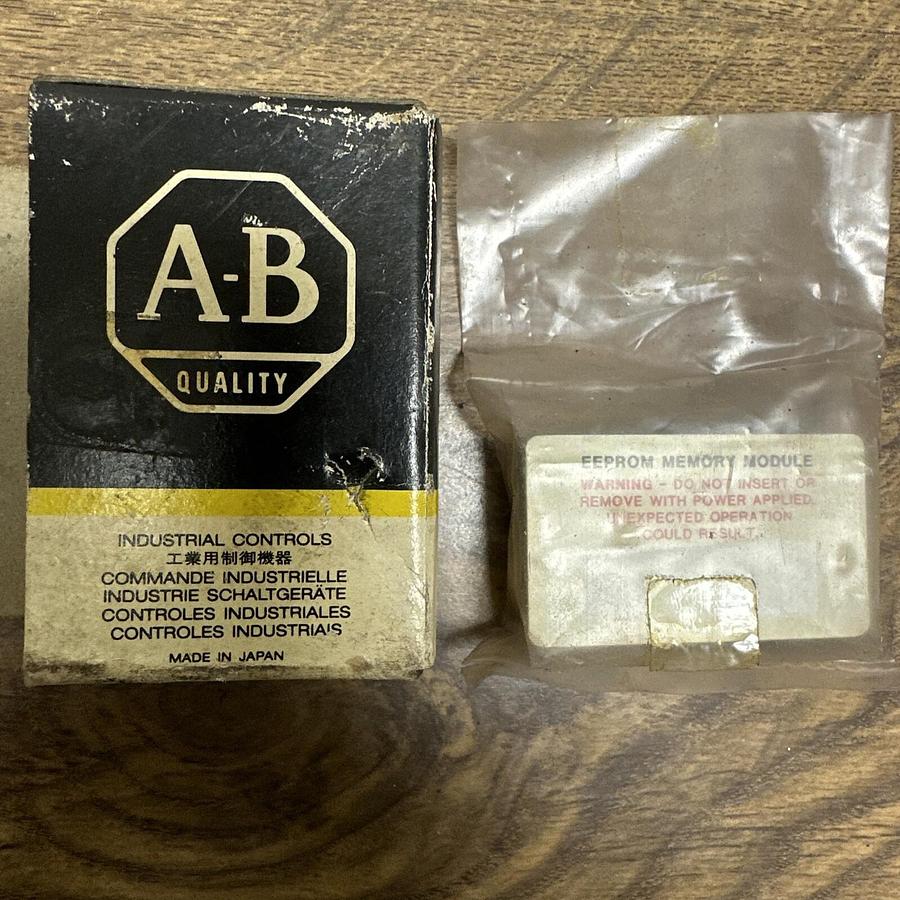 A-B
QUALITY
INDUSTRIAL CONTROLS
工業用制御機器
COMMANDE INDUSTRIELLE
INDUSTRIE SCHALTGERÄTE
CONTROLES INDUSTRIALES
CONTROLES INDUSTRIAIS
MADE IN JAPAN
EEPROM MEMORY MODULE
WARNING - DO NOT INSERT OR
REMOVE WITH POWER APPLIED.
UNEXPECTED OPERATION
COULD RESULT.